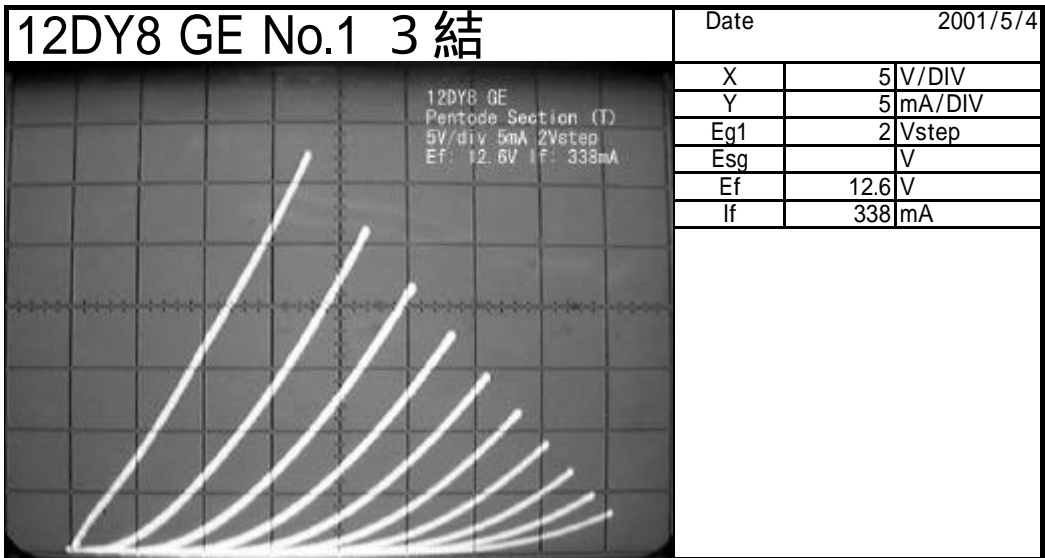 12DY8 GE No.1 3結
Date 2001/5/4
12DY8 GE
Pentode Section (T)
5V/div 5mA 2Vstep
Ef: 12.6V If: 338mA
X 5 V/DIV
Y 5 mA/DIV
Eg1 2 Vstep
Esg V
Ef 12.6 V
If 338 mA